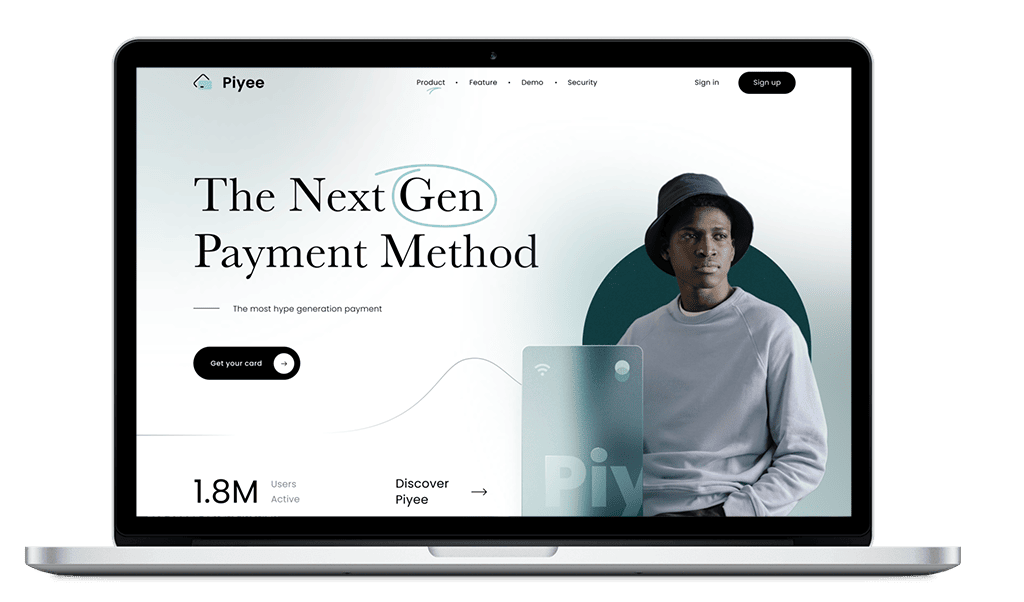 Piyee
Product • Feature • Demo • Security
Sign in
Sign up
The Next Gen
Payment Method
The most hype generation payment
Get your card
1.8M
Users
Active
Discover
Piyee
Piy